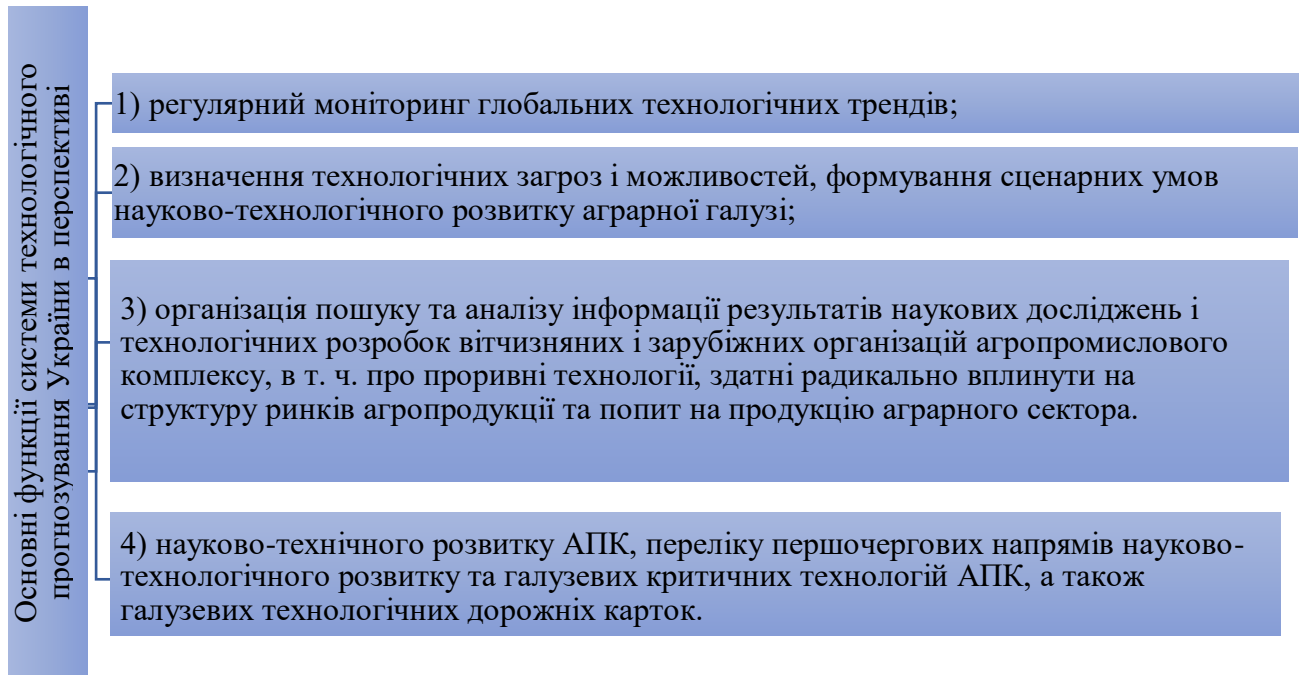 Основні функції системи технологічного
прогнозування України в перспективі
1) регулярний моніторинг глобальних технологічних трендів;
2) визначення технологічних загроз і можливостей, формування сценарних умов
науково-технологічного розвитку аграрної галузі;
3) організація пошуку та аналізу інформації результатів наукових досліджень і
технологічних розробок вітчизняних і зарубіжних організацій агропромислового
комплексу, в т. ч. про проривні технології, здатні радикально вплинути на
структуру ринків агропродукції та попит на продукцію аграрного сектора.
4) науково-технічного розвитку АПК, переліку першочергових напрямів науково-
технологічного розвитку та галузевих критичних технологій АПК, а також
галузевих технологічних дорожніх карток.